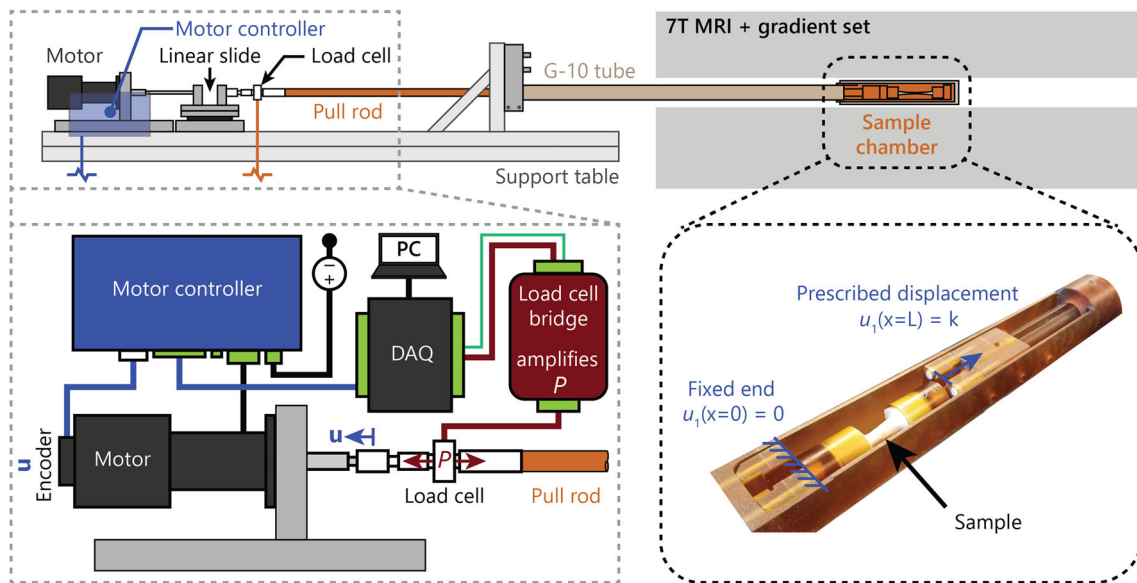 Motor controller
Motor
Linear slide
Load cell
Pull rod
G-10 tube
7T MRI + gradient set
Sample
chamber
Support table
Motor controller
−
+
PC
DAQ
Load cell
bridge
amplifies
P
u
Encoder
Motor
u
P
Load cell
Pull rod
Prescribed displacement
u₁(x=L) = k
Fixed end
u₁(x=0) = 0
Sample